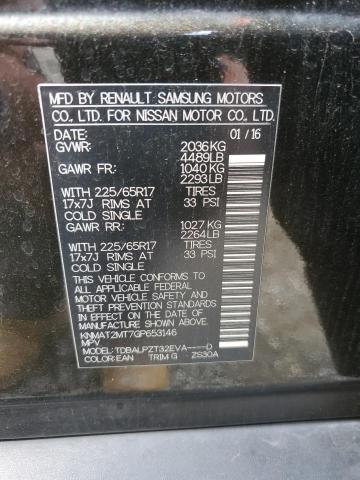 MFD BY RENAULT SAMSUNG MOTORS
CO., LTD. FOR NISSAN MOTOR CO., LTD.
DATE: 01/16
GVWR: 2036KG
4489LB
GAWR FR: 1040KG
2293LB
WITH 225/65R17 TIRES
17x7J RIMS AT 33 PSI
COLD SINGLE
GAWR RR: 1027KG
2264LB
WITH 225/65R17 TIRES
17x7J RIMS AT 33 PSI
COLD SINGLE
THIS VEHICLE CONFORMS TO
ALL APPLICABLE FEDERAL
MOTOR VEHICLE SAFETY,
BUMPER, AND THEFT PREVENTION
STANDARDS IN EFFECT ON THE
DATE OF MANUFACTURE
SHOWN ABOVE.
KNMAT2MT7GP653146
MPV
MODEL:TDBALPZT32EVA----D
COLOR:EAN TRIM:G ZS30A